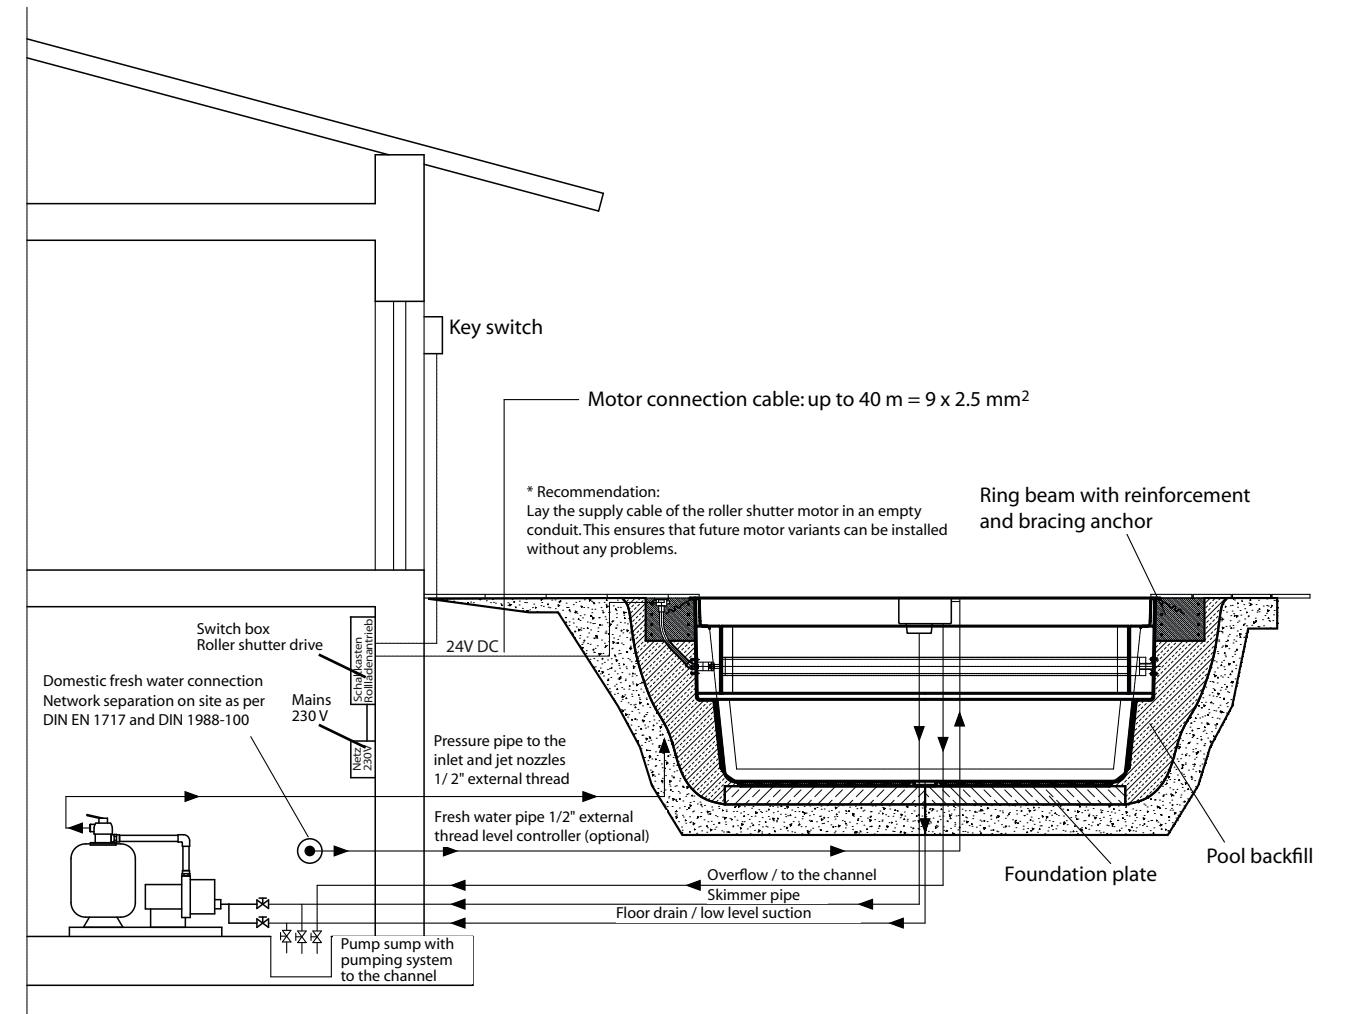 Key switch
Motor connection cable: up to 40 m = 9 x 2.5 mm²
* Recommendation:
Lay the supply cable of the roller shutter motor in an empty
conduit. This ensures that future motor variants can be installed
without any problems.
Ring beam with reinforcement
and bracing anchor
Switch box
Roller shutter drive
Schaltkasten
Rolladenantrieb
24V DC
Domestic fresh water connection
Network separation on site as per
DIN EN 1717 and DIN 1988-100
Mains
230 V
Netz
230V
Pressure pipe to the
inlet and jet nozzles
1/ 2" external thread
Fresh water pipe 1/2" external
thread level controller (optional)
Overflow / to the channel
Skimmer pipe
Floor drain / low level suction
Foundation plate
Pool backfill
Pump sump with
pumping system
to the channel